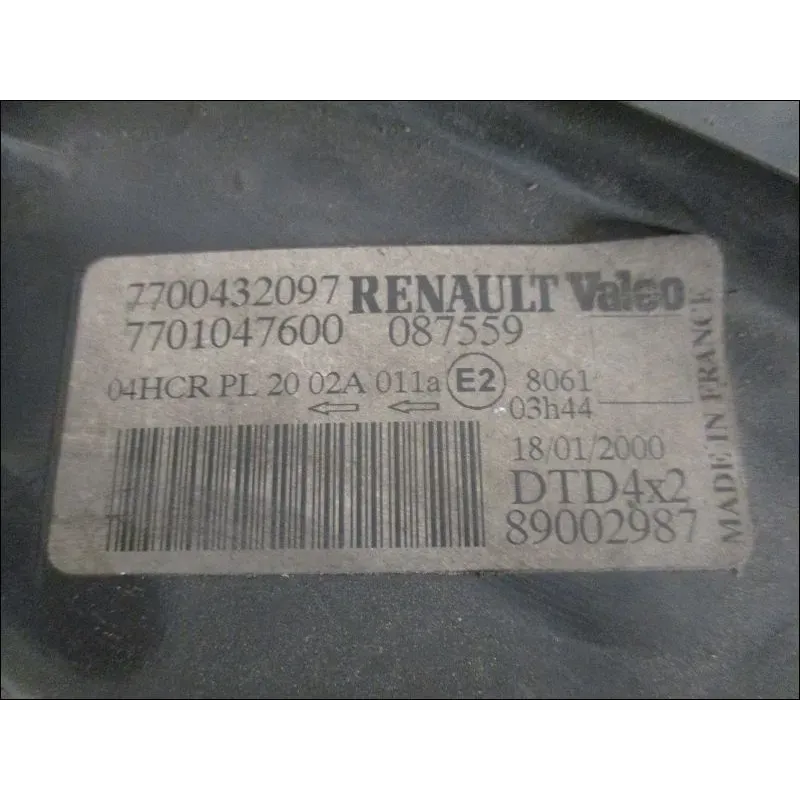 7700432097 RENAULT Valeo
7701047600 087559
04HCR PL 20 02A 011a E2 8061
03h44
18/01/2000
DTD4x2
89002987
MADE IN FRANCE